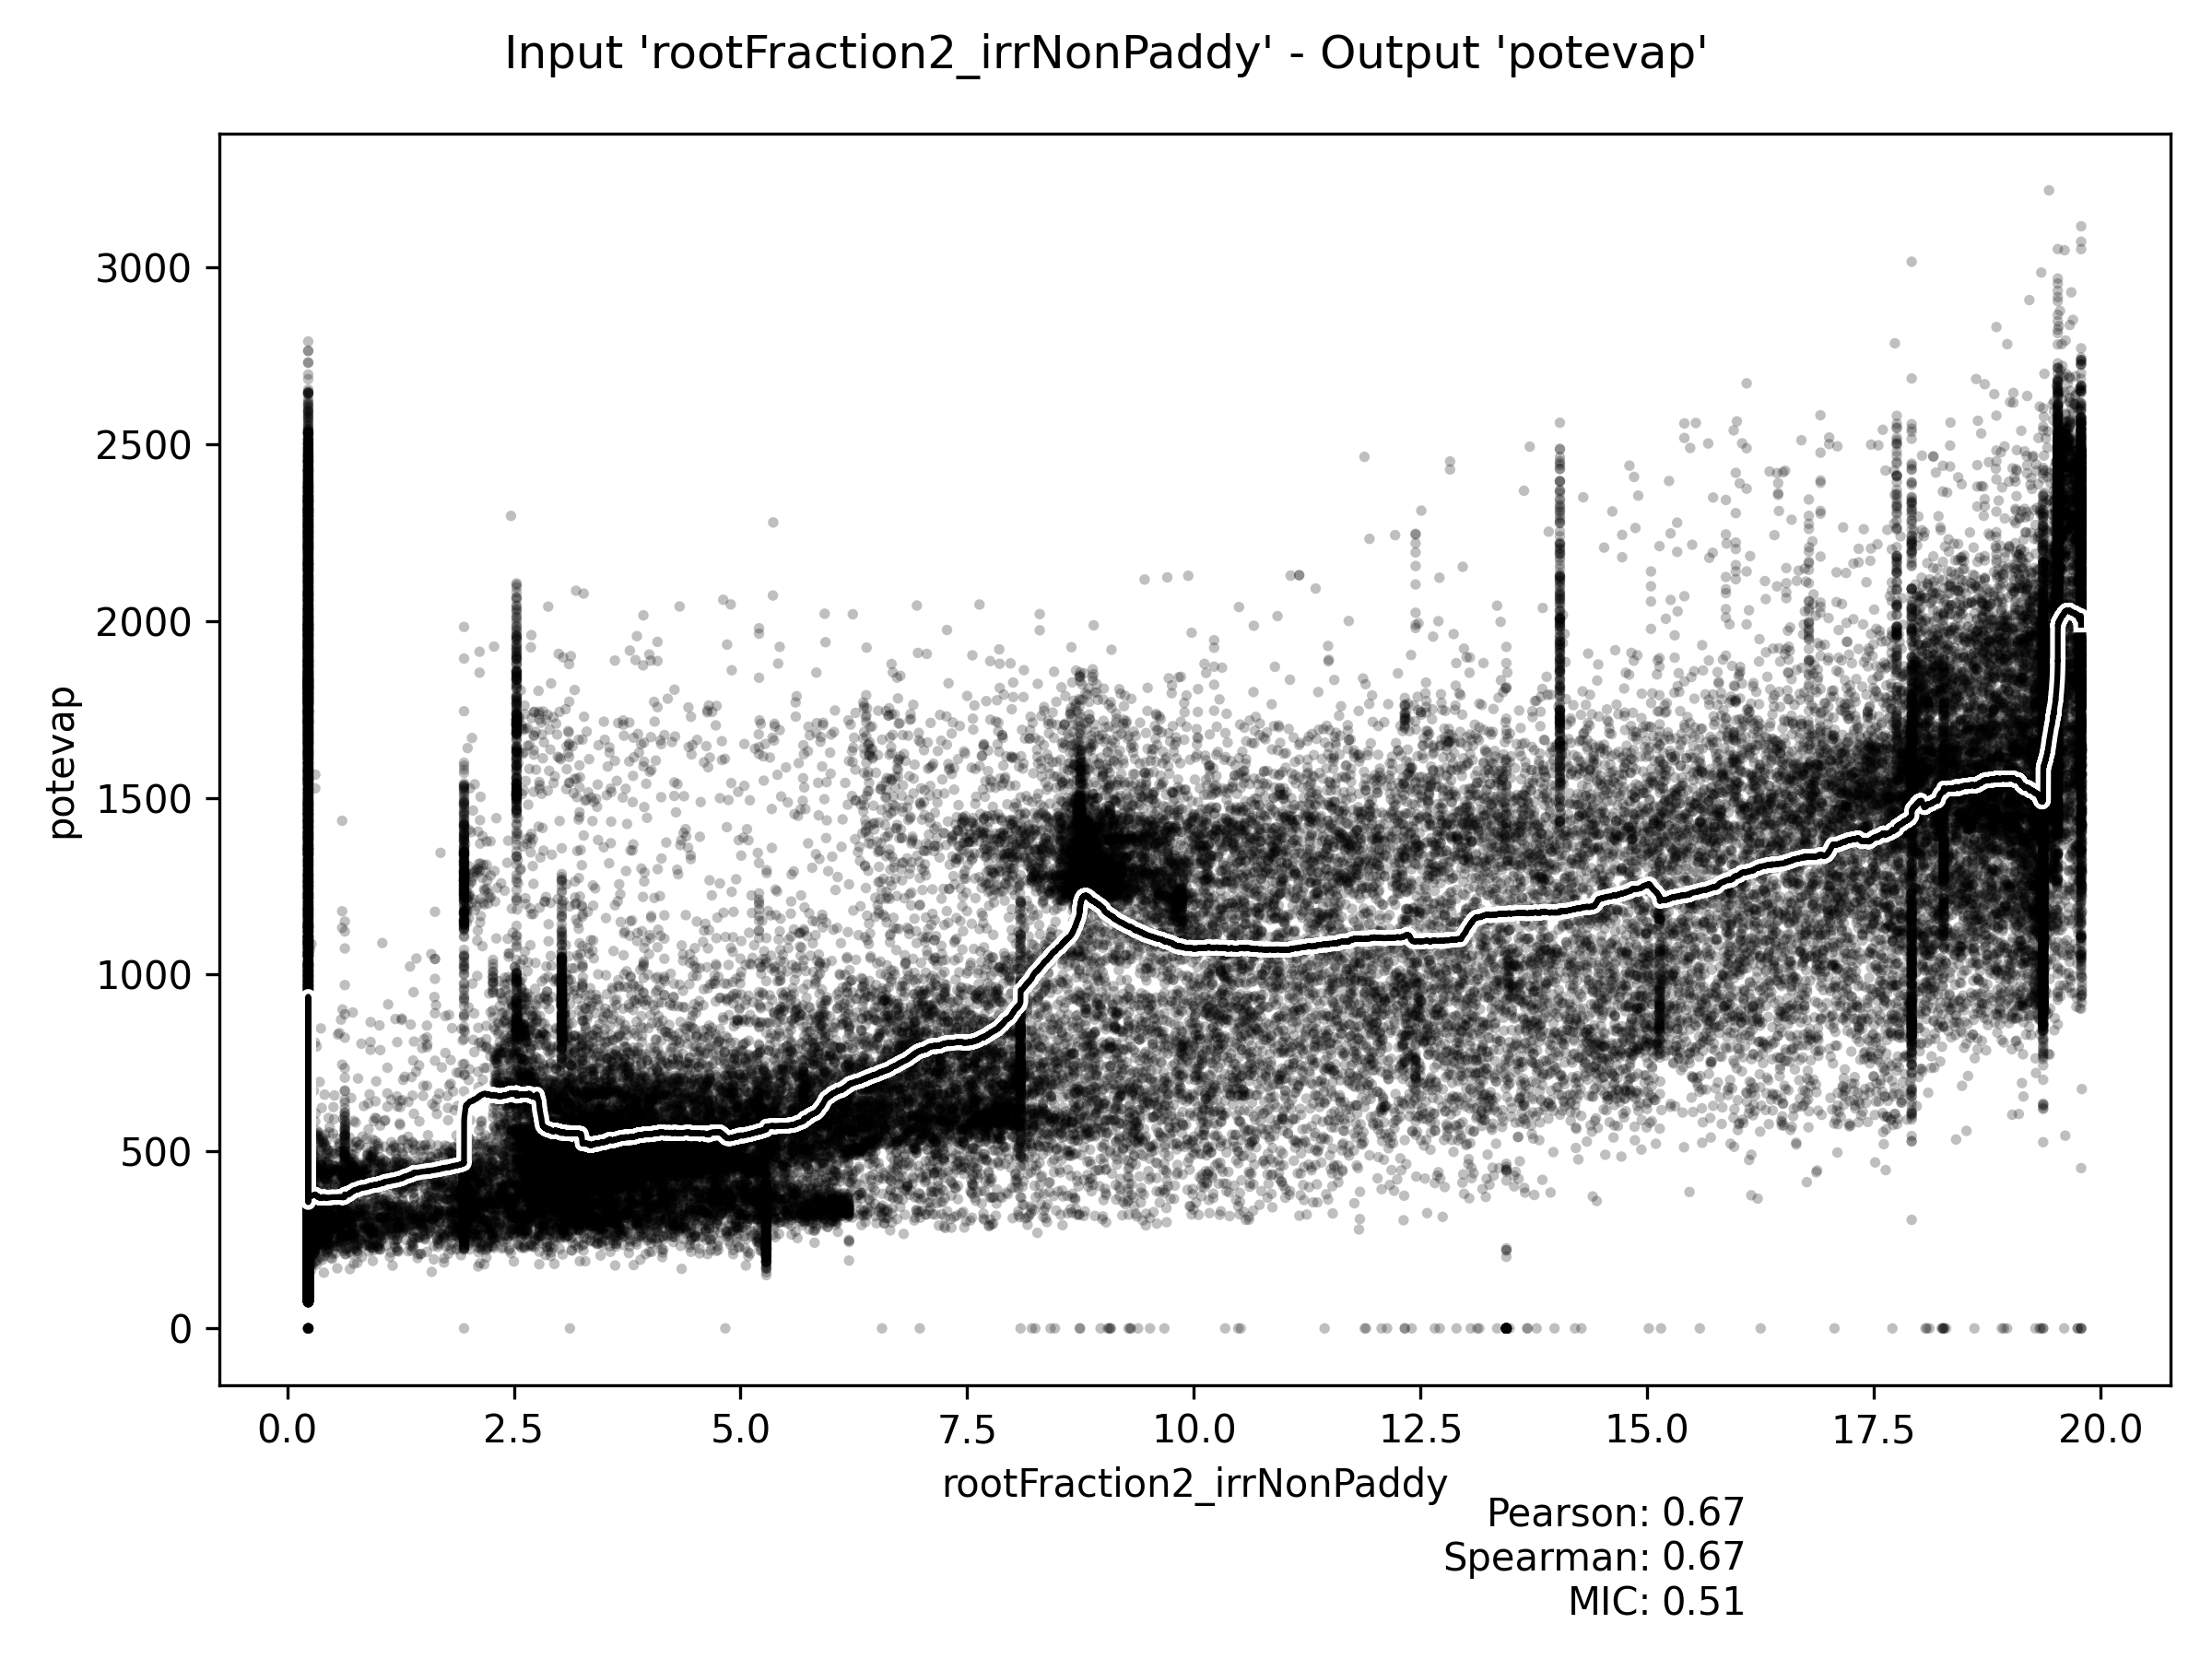 Input 'rootFraction2_irrNonPaddy' - Output 'potevap'
potevap
3000
2500
2000
1500
1000
500
0
0.0 2.5 5.0 7.5 10.0 12.5 15.0 17.5 20.0
rootFraction2_irrNonPaddy
Pearson: 0.67
Spearman: 0.67
MIC: 0.51